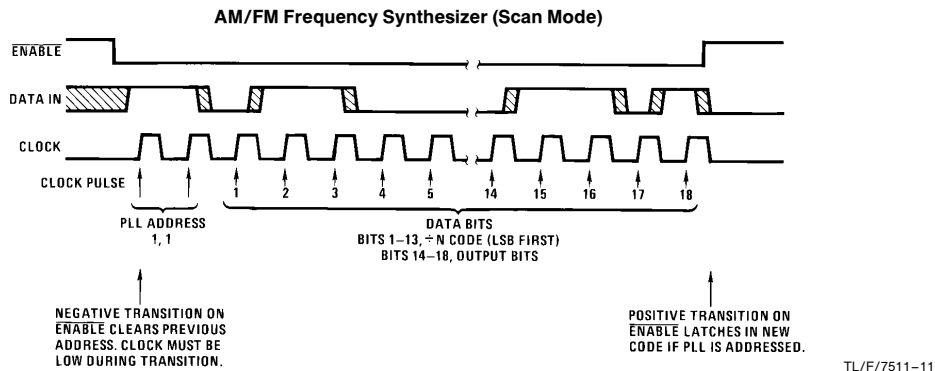 AM/FM Frequency Synthesizer (Scan Mode)
ENABLE
DATA IN
CLOCK
CLOCK PULSE
1 2 3 4 5 14 15 16 17 18
PLL ADDRESS
1, 1
DATA BITS
BITS 1–13, ÷ N CODE (LSB FIRST)
BITS 14–18, OUTPUT BITS
NEGATIVE TRANSITION ON
ENABLE CLEARS PREVIOUS
ADDRESS. CLOCK MUST BE
LOW DURING TRANSITION.
POSITIVE TRANSITION ON
ENABLE LATCHES IN NEW
CODE IF PLL IS ADDRESSED.
TL/F/7511–11